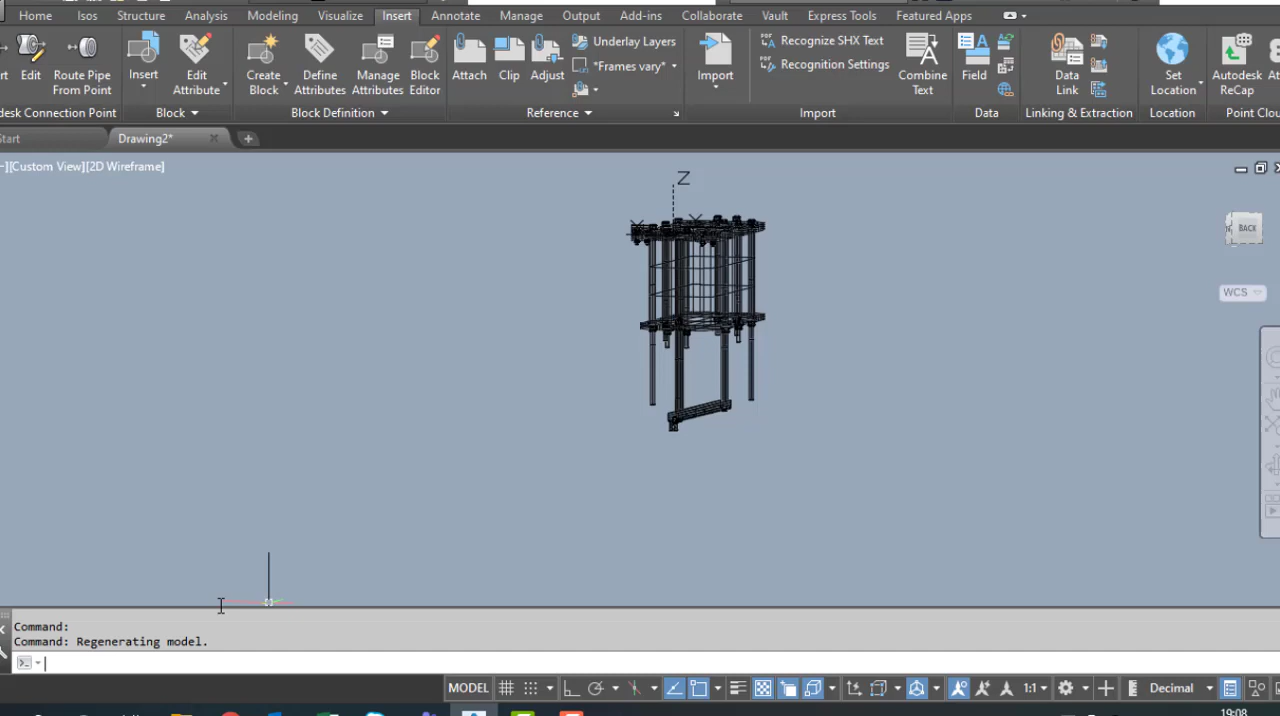 Home Isos Structure Analysis Modeling Visualize Insert Annotate Manage Output Add-ins Collaborate Vault Express Tools Featured Apps
Edit
Route Pipe
From Point
Insert
Edit
Attribute
Create
Block
Define
Attributes
Manage
Attributes
Block
Editor
Attach
Clip
Adjust
Underlay Layers
*Frames vary*
Import
Recognize SHX Text
Recognition Settings
Combine
Text
Field
Data
Link
Set
Location
Autodesk
ReCap
desk Connection Point
Block
Block Definition
Reference
Import
Data
Linking & Extraction
Location
Point Clou
Start
Drawing2*
][Custom View][2D Wireframe]
Z
BACK
WCS
Command:
Command: Regenerating model.
MODEL
1:1
Decimal
19:08